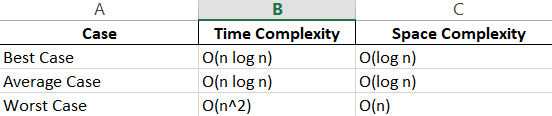 A B C
Case Time Complexity Space Complexity
Best Case O(n log n) O(log n)
Average Case O(n log n) O(log n)
Worst Case O(n^2) O(n)